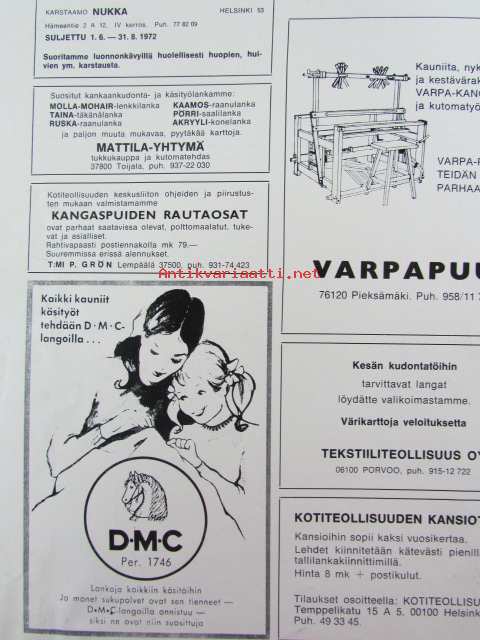 KARSTAAMO NUKKA HELSINKI 53
Hämeentie 2 A 12, IV kerros. Puh. 77 82 09
SULJETTU 1. 6. — 31. 8. 1972
Suoritamme luonnonkävyillä huolellisesti huopien, hui-
vien ym. karstausta.
Suositut kankaankudonta- ja käsityölankamme:
MOLLA-MOHAIR-lenkkilanka KAAMOS-raanulanka
TAINA-täkänälanka PÖRRI-saalilanka
RUSKA-raanulanka AKRYYLI-konelanka
ja paljon muuta mukavaa, pyytäkää kartoja.
MATTILA-YHTYMÄ
tukkukauppa ja kutomatehdas
37800 Toijala, puh. 937-22 030
Kotiteollisuuden keskusliiton ohjeiden ja piirustus-
ten mukaan valmistamamme
KANGASPUIDEN RAUTAOSAT
ovat parhaat saatavissa olevat, polttomaalatut, tuke-
vat ja asialliset.
Rahtivapaasti postiennakolla mk 79.—
Suuremmissa erissä alennukset.
T:MI P. GRÖN Lempäälä 37500, puh. 931-74 423
Antikvariaatti.net
Kaikki kauniit
käsityöt
tehdään D·M·C-
langoilla . . .
D·M·C
Per. 1746
Lankoja kaikkiin käsitöihin
Jo monet sukupolvet ovat sen tienneet —
D·M·C-langoilla onnistuu —
siksi ne ovat niin suosittuja
Kauniita, nyk
ja kestävärak
VARPA-KANG
ja kutomatyö
VARPA-P
TEIDÄN
PARHAA
VARPAPUU
76120 Pieksämäki. Puh. 958/11 7
Kesän kudontatöihin
tarvittavat langat
löydätte valikoimastamme.
Värikarttoja veloituksetta
TEKSTIILITEOLLISUUS OY
06100 PORVOO, puh. 915-12 722
KOTITEOLLISUUDEN KANSIOT
Kansioihin sopii kaksi vuosikertaa.
Lehdet kiinnitetään kätevästi pienill
tallilankakiinnittimillä.
Hinta 8 mk + postikulut.
Tilaukset osoitteella: KOTITEOLLISU
Temppelikatu 15 A 5, 00100 Helsink
Puh. 49 33 45.